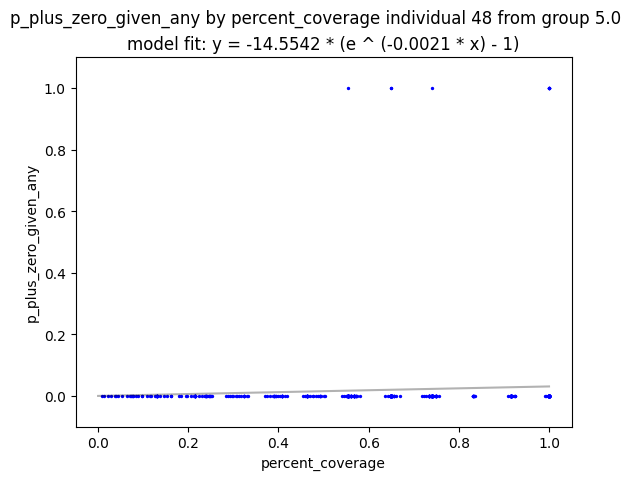 p_plus_zero_given_any by percent_coverage individual 48 from group 5.0
model fit: y = -14.5542 * (e ^ (-0.0021 * x) - 1)
1.0
0.8
0.6
0.4
0.2
0.0
p_plus_zero_given_any
0.0 0.2 0.4 0.6 0.8 1.0
percent_coverage